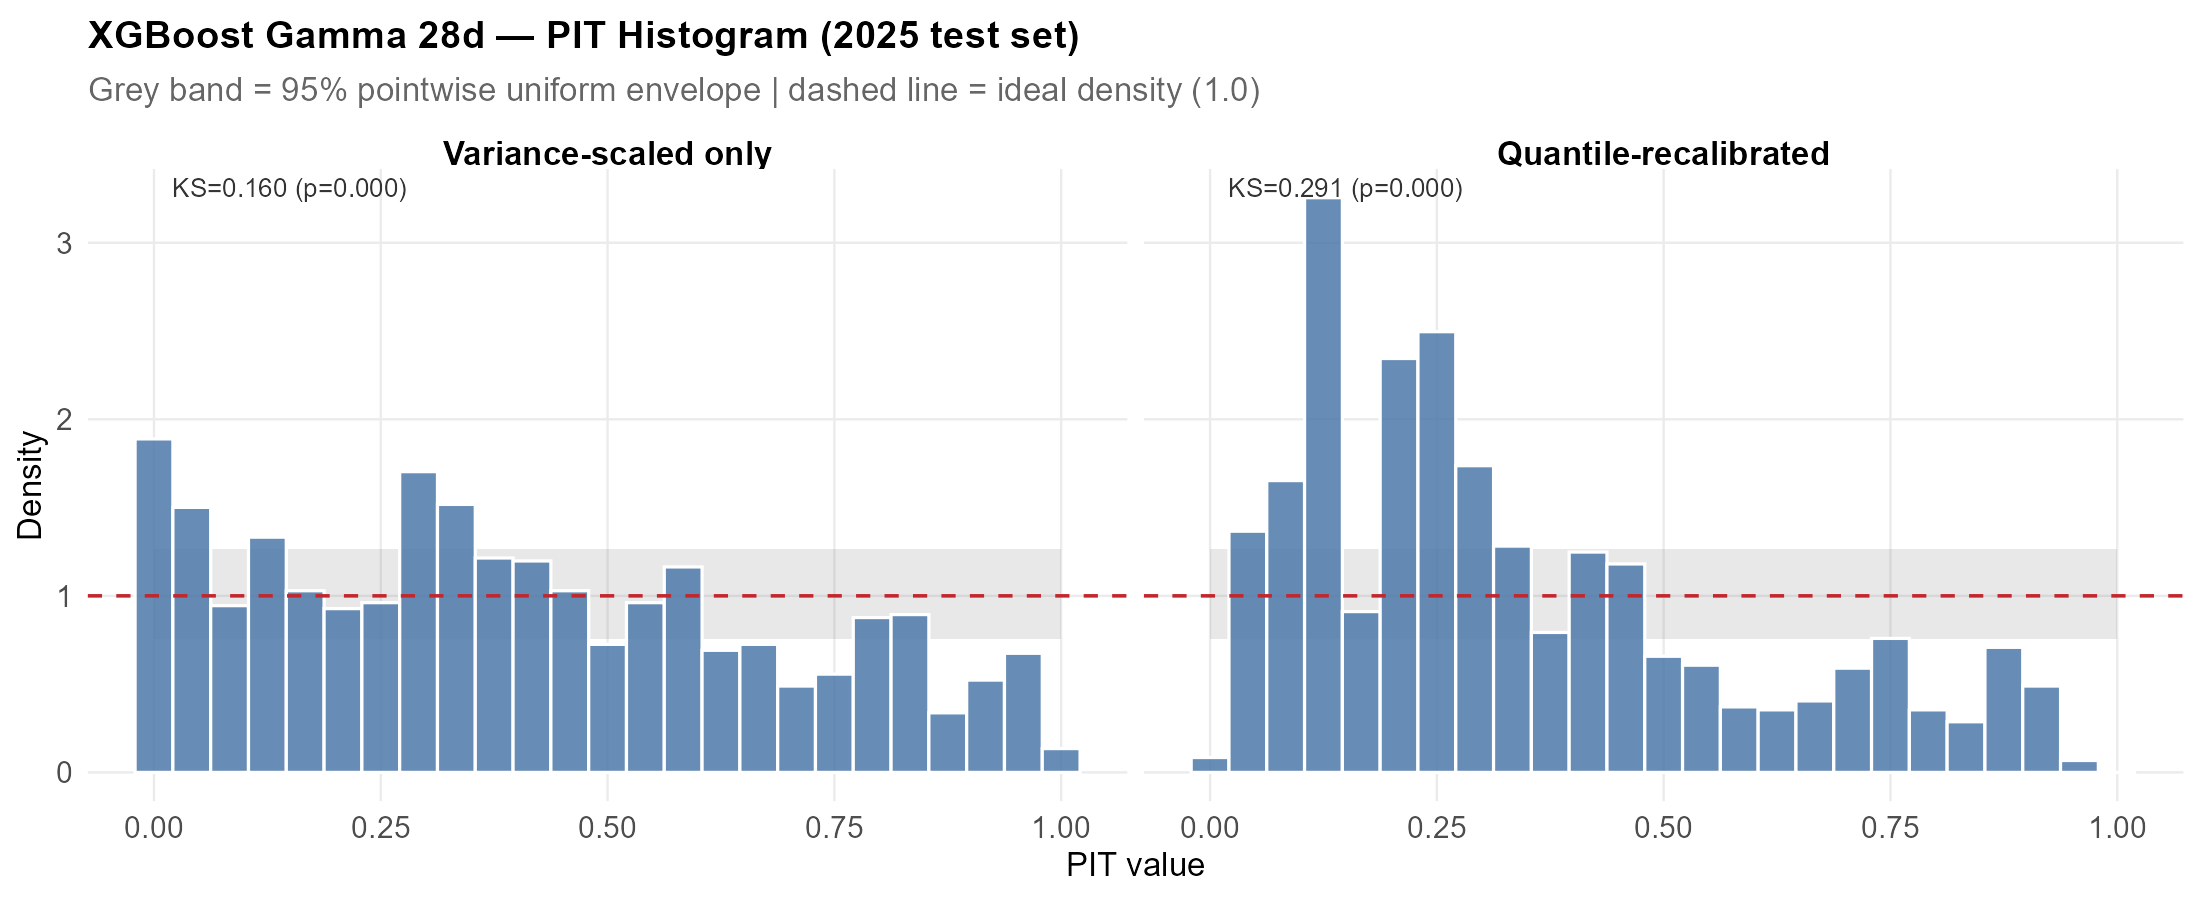 XGBoost Gamma 28d — PIT Histogram (2025 test set)
Grey band = 95% pointwise uniform envelope | dashed line = ideal density (1.0)
Variance-scaled only
Quantile-recalibrated
KS=0.160 (p=0.000)
KS=0.291 (p=0.000)
Density
3
2
1
0
0.00 0.25 0.50 0.75 1.00
0.00 0.25 0.50 0.75 1.00
PIT value